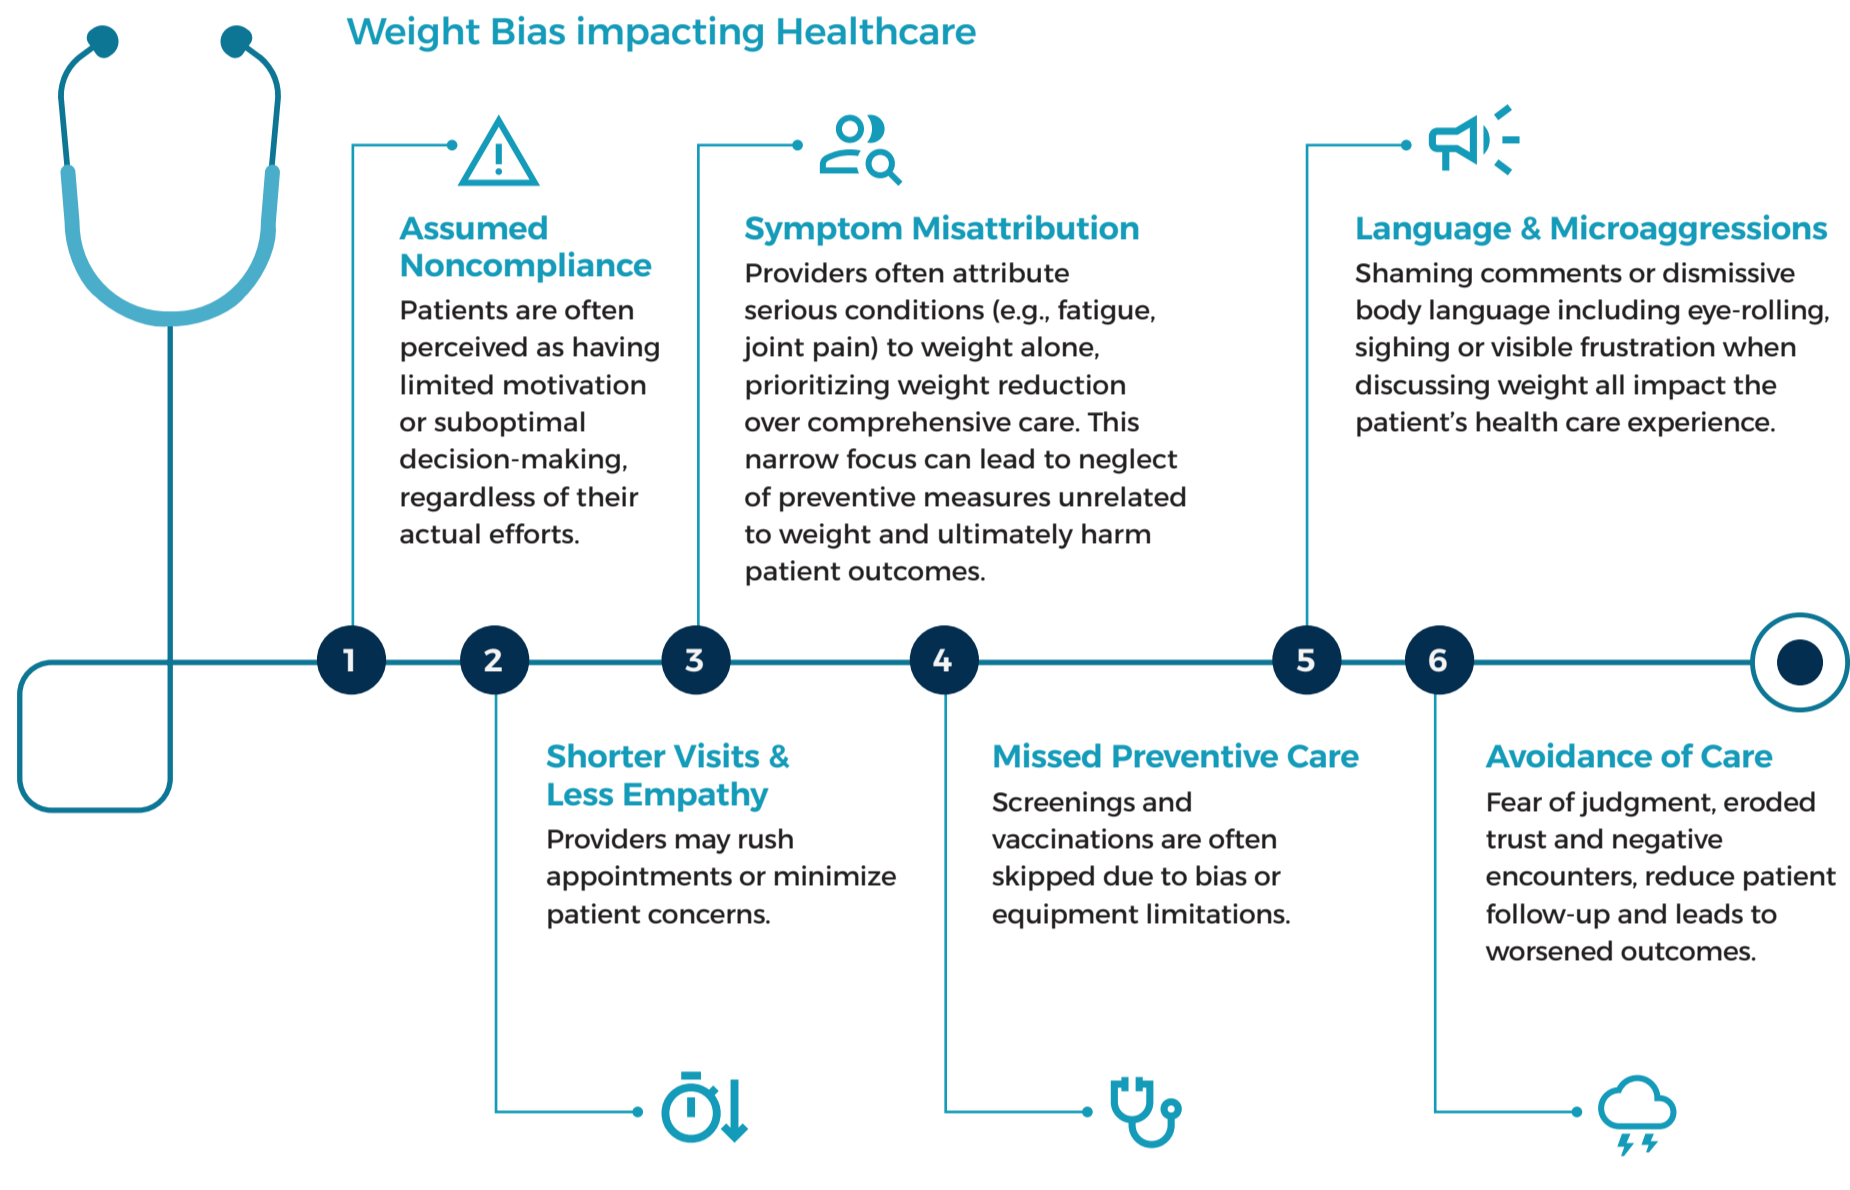 Weight Bias impacting Healthcare
Assumed
Noncompliance
Patients are often
perceived as having
limited motivation
or suboptimal
decision-making,
regardless of their
actual efforts.
Symptom Misattribution
Providers often attribute
serious conditions (e.g., fatigue,
joint pain) to weight alone,
prioritizing weight reduction
over comprehensive care. This
narrow focus can lead to neglect
of preventive measures unrelated
to weight and ultimately harm
patient outcomes.
Language & Microaggressions
Shaming comments or dismissive
body language including eye-rolling,
sighing or visible frustration when
discussing weight all impact the
patient’s health care experience.
1 2 3 4 5 6
Shorter Visits &
Less Empathy
Providers may rush
appointments or minimize
patient concerns.
Missed Preventive Care
Screenings and
vaccinations are often
skipped due to bias or
equipment limitations.
Avoidance of Care
Fear of judgment, eroded
trust and negative
encounters, reduce patient
follow-up and leads to
worsened outcomes.